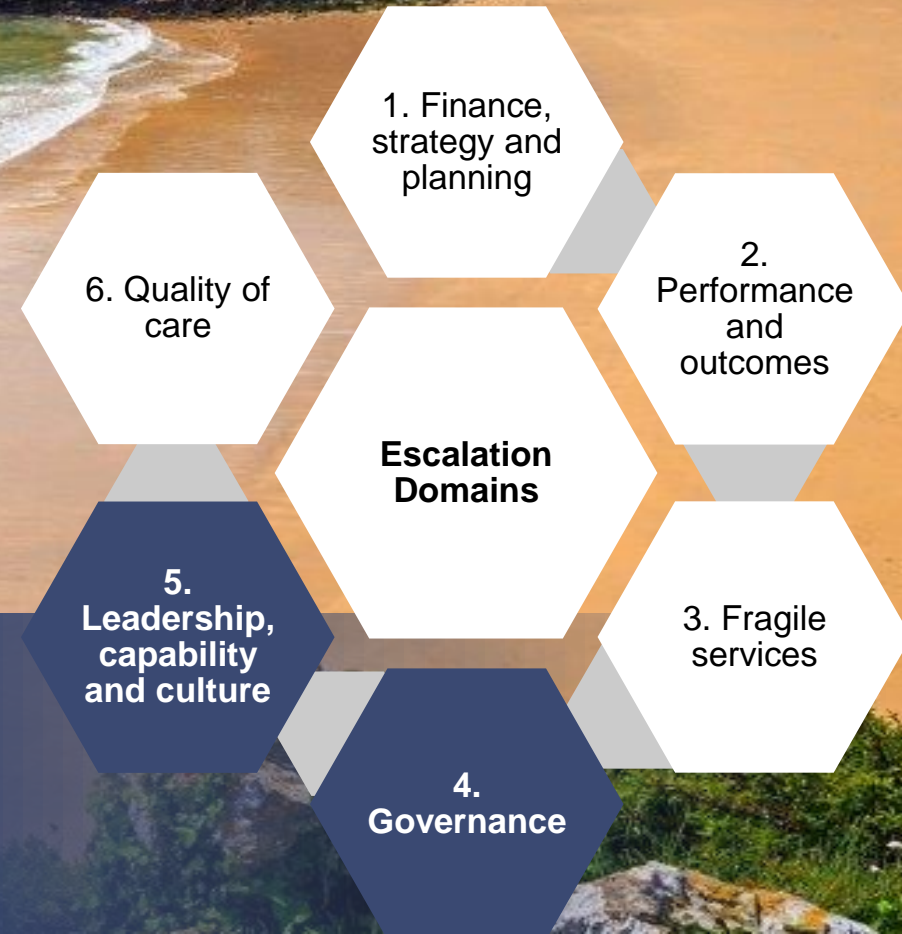 1. Finance,
strategy and
planning
2.
Performance
and
outcomes
3. Fragile
services
4.
Governance
5.
Leadership,
capability
and culture
6. Quality of
care
Escalation
Domains